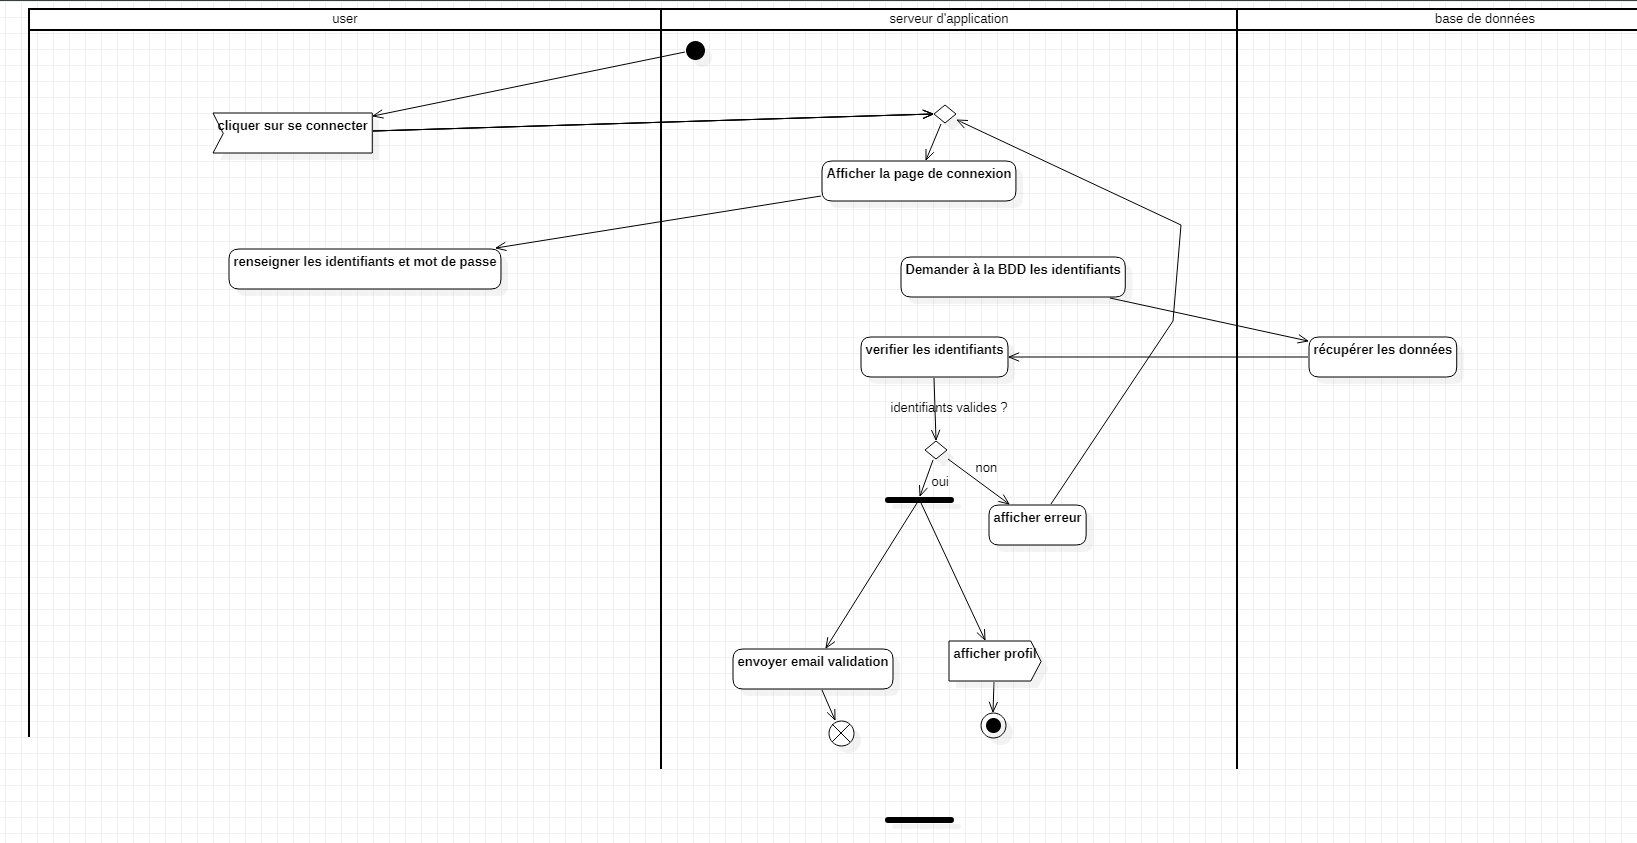 user
serveur d'application
base de données
cliquer sur se connecter
Afficher la page de connexion
renseigner les identifiants et mot de passe
Demander à la BDD les identifiants
verifier les identifiants
récupérer les données
identifiants valides ?
non
oui
afficher erreur
envoyer email validation
afficher profil